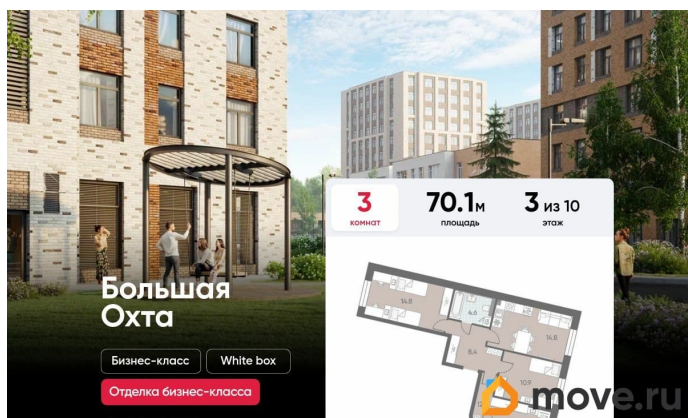 3
комнат
70.1м
площадь
3 из 10
этаж
Большая
Охта
Бизнес-класс
White box
Отделка бизнес-класса
14.8
4.6
14.8
8.4
10.9
move.ru